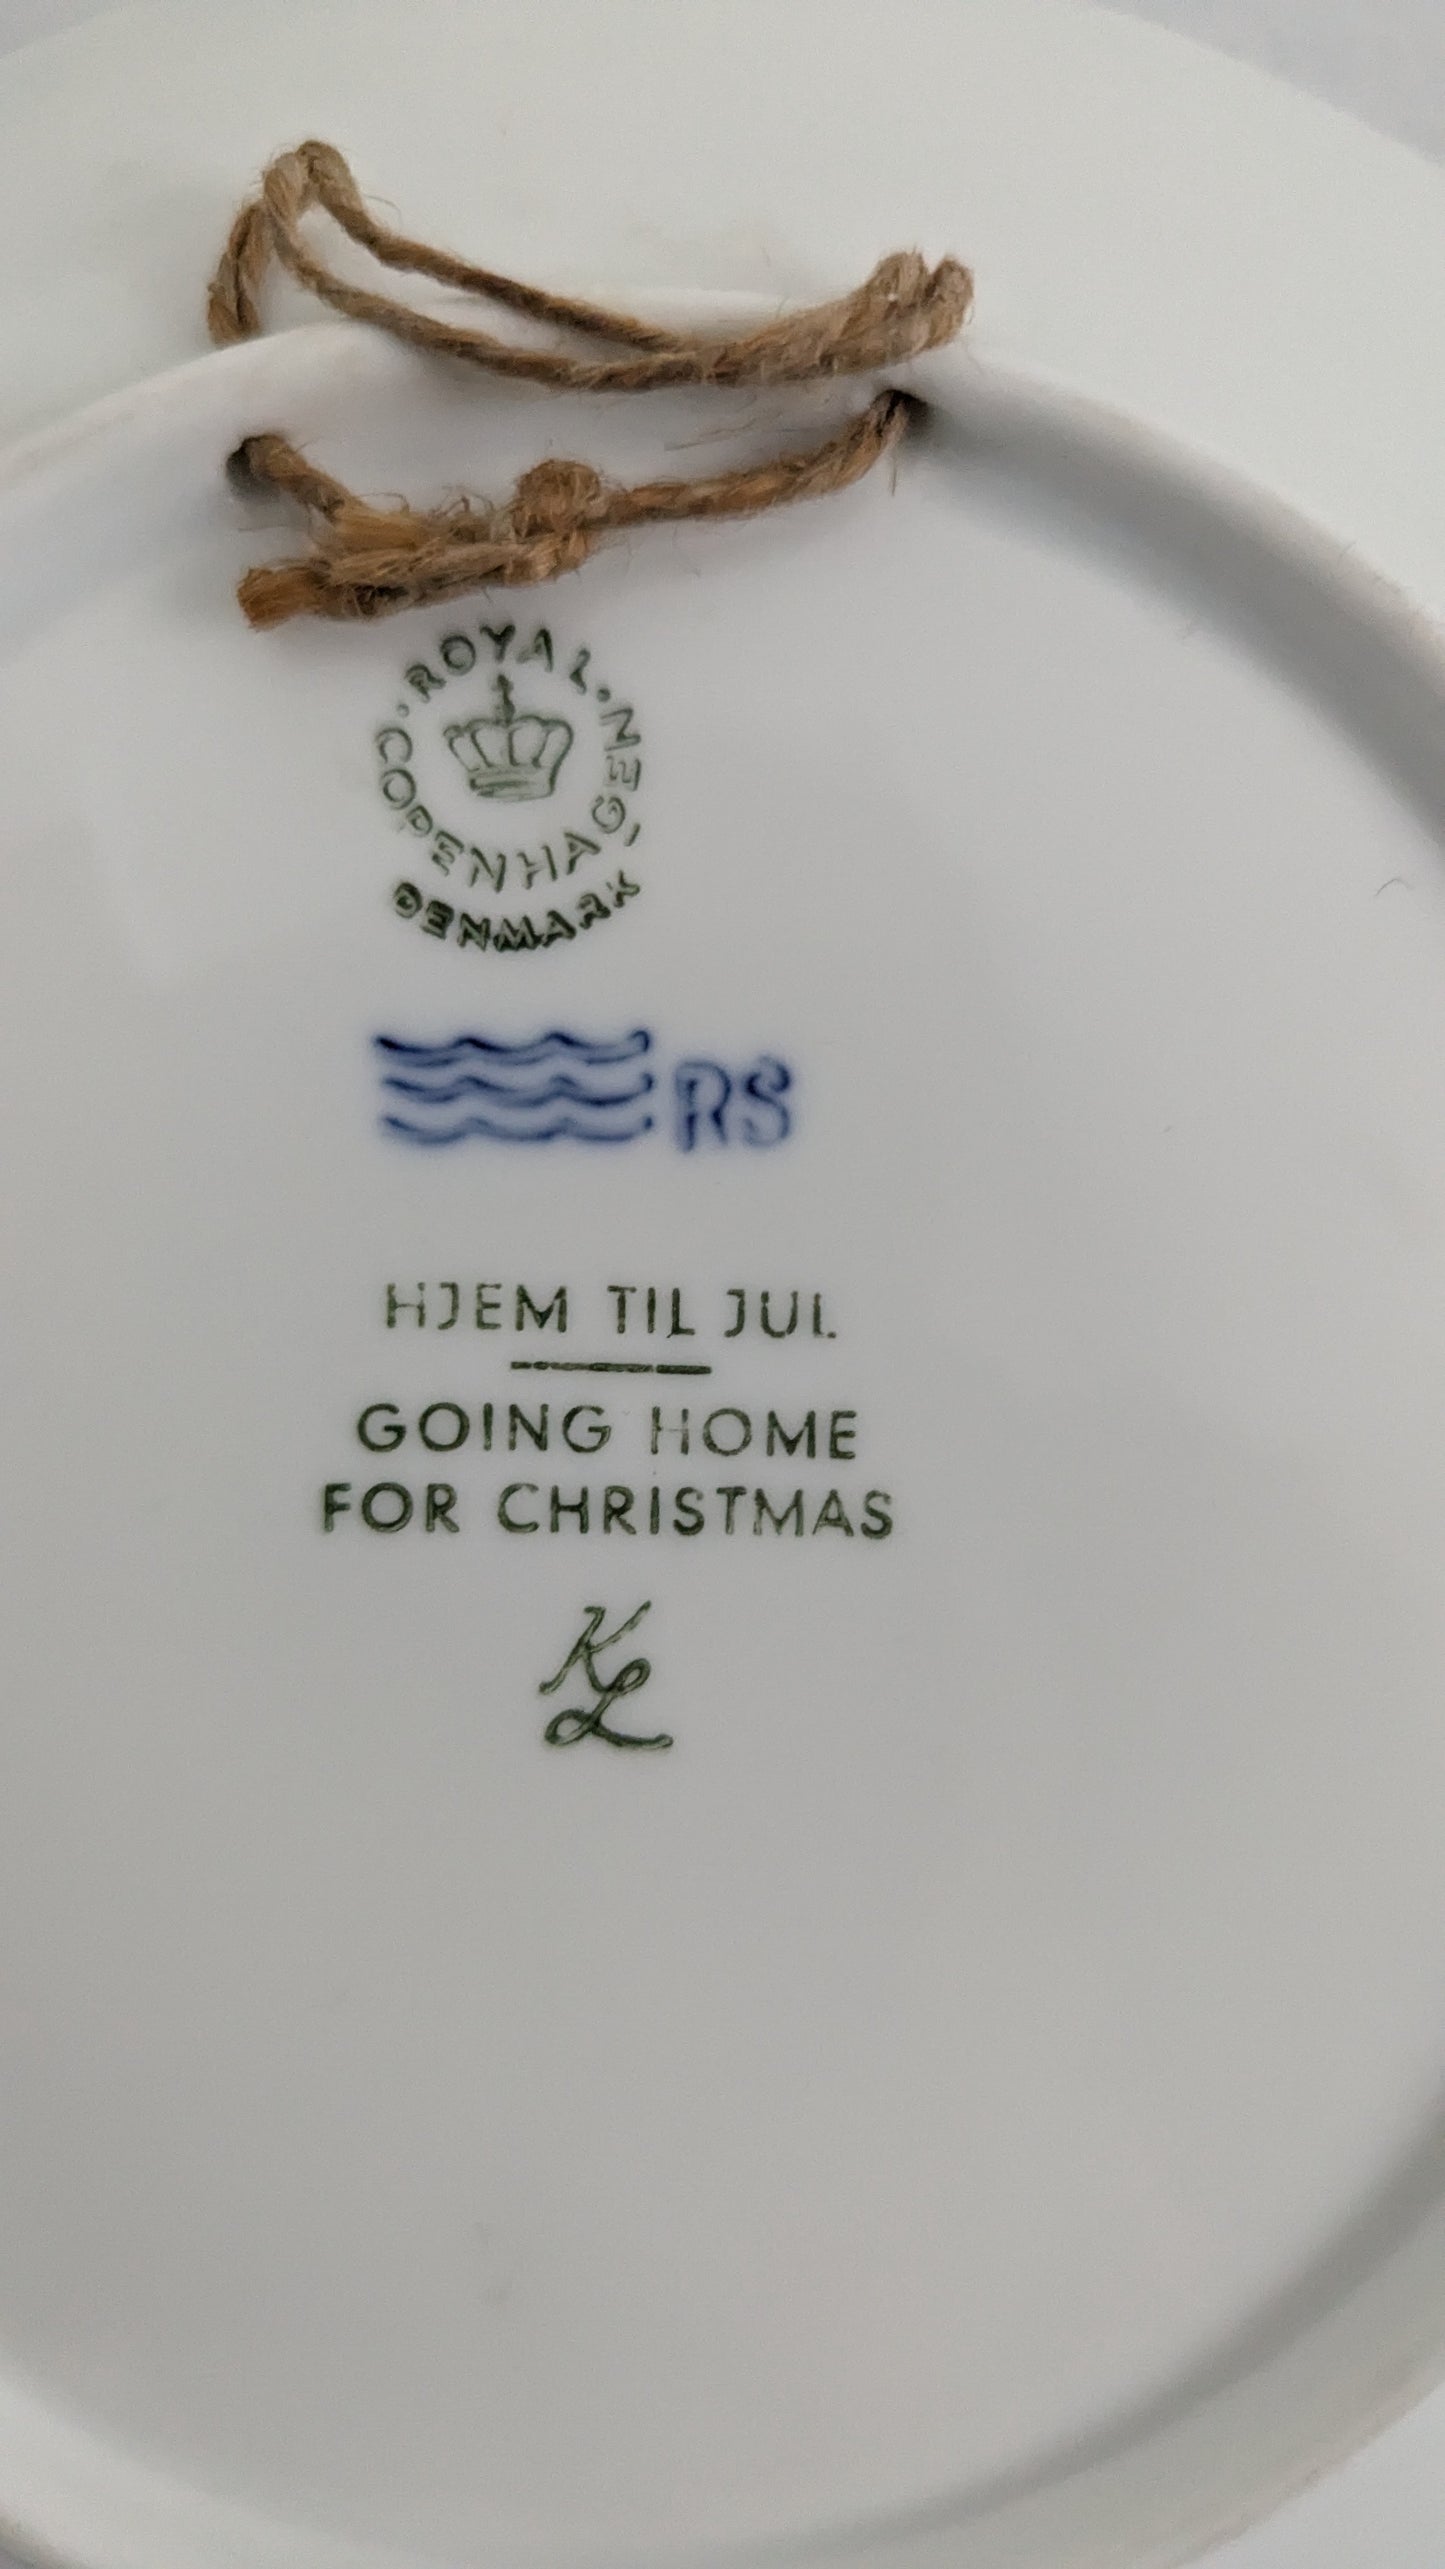 · ROYAL · COPENHAGEN
DENMARK
RS
HJEM TIL JUL
GOING HOME
FOR CHRISTMAS
KL